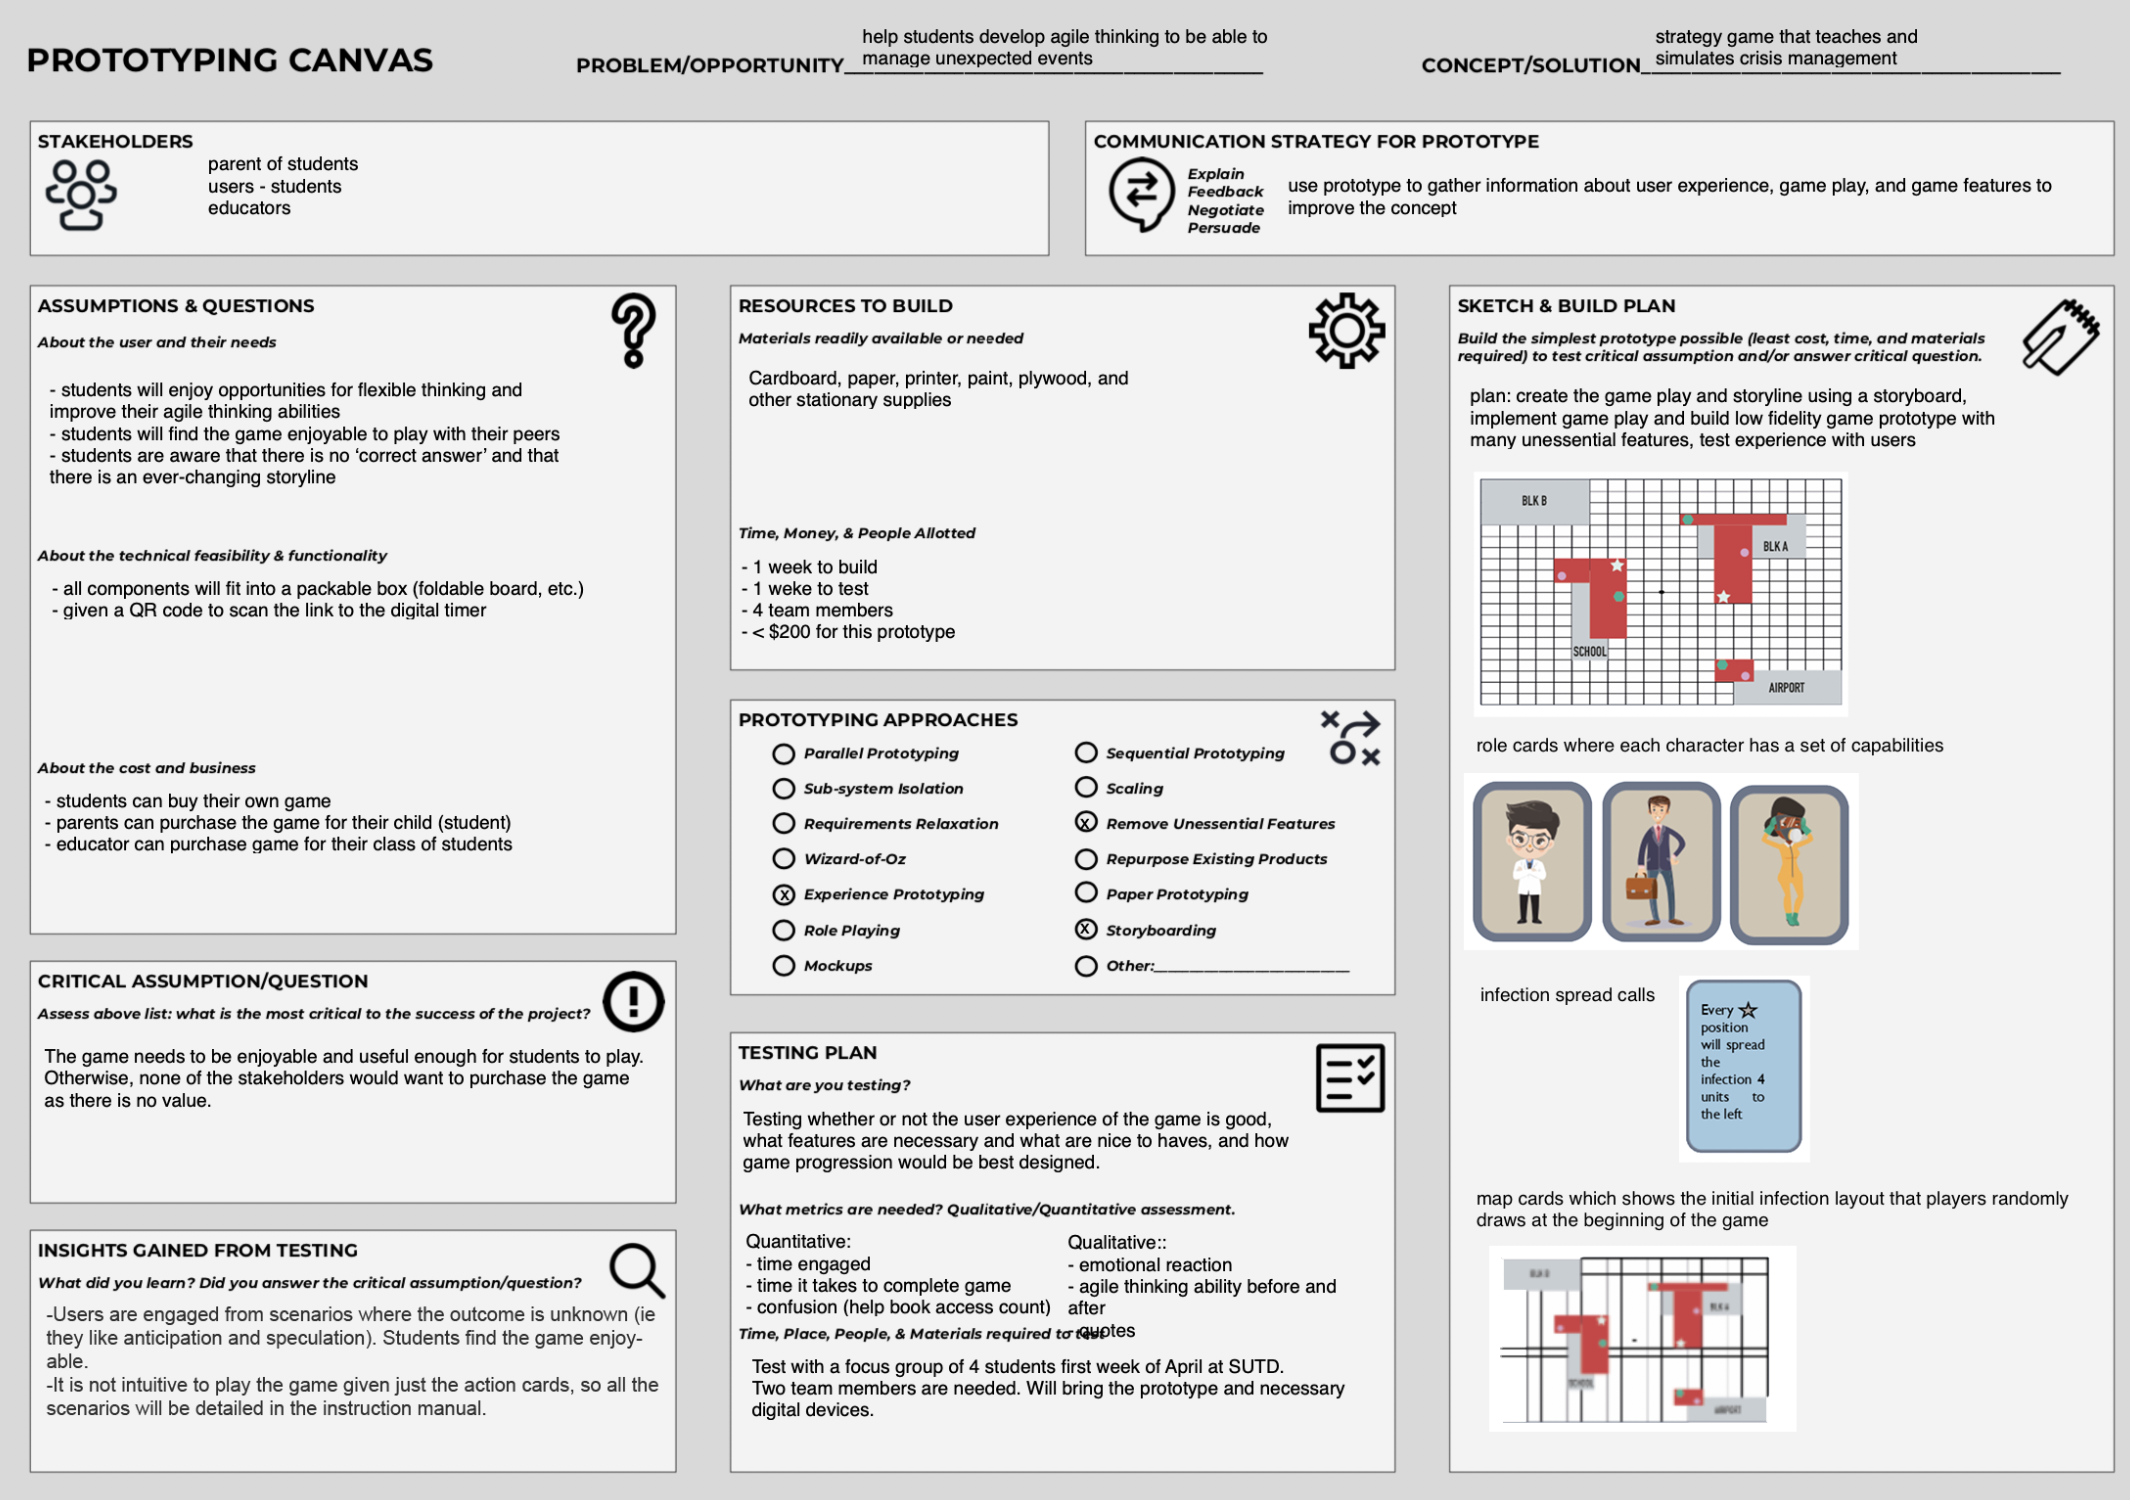 PROTOTYPING CANVAS
PROBLEM/OPPORTUNITY
help students develop agile thinking to be able to
manage unexpected events
CONCEPT/SOLUTION
strategy game that teaches and
simulates crisis management
STAKEHOLDERS
parent of students
users - students
educators
COMMUNICATION STRATEGY FOR PROTOTYPE
Explain
Feedback
Negotiate
Persuade
use prototype to gather information about user experience, game play, and game features to
improve the concept
ASSUMPTIONS & QUESTIONS
About the user and their needs
- students will enjoy opportunities for flexible thinking and
improve their agile thinking abilities
- students will find the game enjoyable to play with their peers
- students are aware that there is no ‘correct answer’ and that
there is an ever-changing storyline
About the technical feasibility & functionality
- all components will fit into a packable box (foldable board, etc.)
- given a QR code to scan the link to the digital timer
About the cost and business
- students can buy their own game
- parents can purchase the game for their child (student)
- educator can purchase game for their class of students
CRITICAL ASSUMPTION/QUESTION
Assess above list: what is the most critical to the success of the project?
The game needs to be enjoyable and useful enough for students to play.
Otherwise, none of the stakeholders would want to purchase the game
as there is no value.
INSIGHTS GAINED FROM TESTING
What did you learn? Did you answer the critical assumption/question?
-Users are engaged from scenarios where the outcome is unknown (ie
they like anticipation and speculation). Students find the game enjoy-
able.
-It is not intuitive to play the game given just the action cards, so all the
scenarios will be detailed in the instruction manual.
RESOURCES TO BUILD
Materials readily available or needed
Cardboard, paper, printer, paint, plywood, and
other stationary supplies
Time, Money, & People Allotted
- 1 week to build
- 1 weke to test
- 4 team members
- < $200 for this prototype
PROTOTYPING APPROACHES
Parallel Prototyping
Sub-system Isolation
Requirements Relaxation
Wizard-of-Oz
X Experience Prototyping
Role Playing
Mockups
Sequential Prototyping
Scaling
X Remove Unessential Features
Repurpose Existing Products
Paper Prototyping
X Storyboarding
Other:
TESTING PLAN
What are you testing?
Testing whether or not the user experience of the game is good,
what features are necessary and what are nice to haves, and how
game progression would be best designed.
What metrics are needed? Qualitative/Quantitative assessment.
Quantitative:
- time engaged
- time it takes to complete game
- confusion (help book access count)
Qualitative::
- emotional reaction
- agile thinking ability before and
after
- quotes
Time, Place, People, & Materials required to test
Test with a focus group of 4 students first week of April at SUTD.
Two team members are needed. Will bring the prototype and necessary
digital devices.
SKETCH & BUILD PLAN
Build the simplest prototype possible (least cost, time, and materials
required) to test critical assumption and/or answer critical question.
plan: create the game play and storyline using a storyboard,
implement game play and build low fidelity game prototype with
many unessential features, test experience with users
BLK B
BLK A
SCHOOL
AIRPORT
role cards where each character has a set of capabilities
infection spread calls
Every
position
will spread
the
infection 4
units to
the left
map cards which shows the initial infection layout that players randomly
draws at the beginning of the game
BLK B
BLK A
SCHOOL
AIRPORT